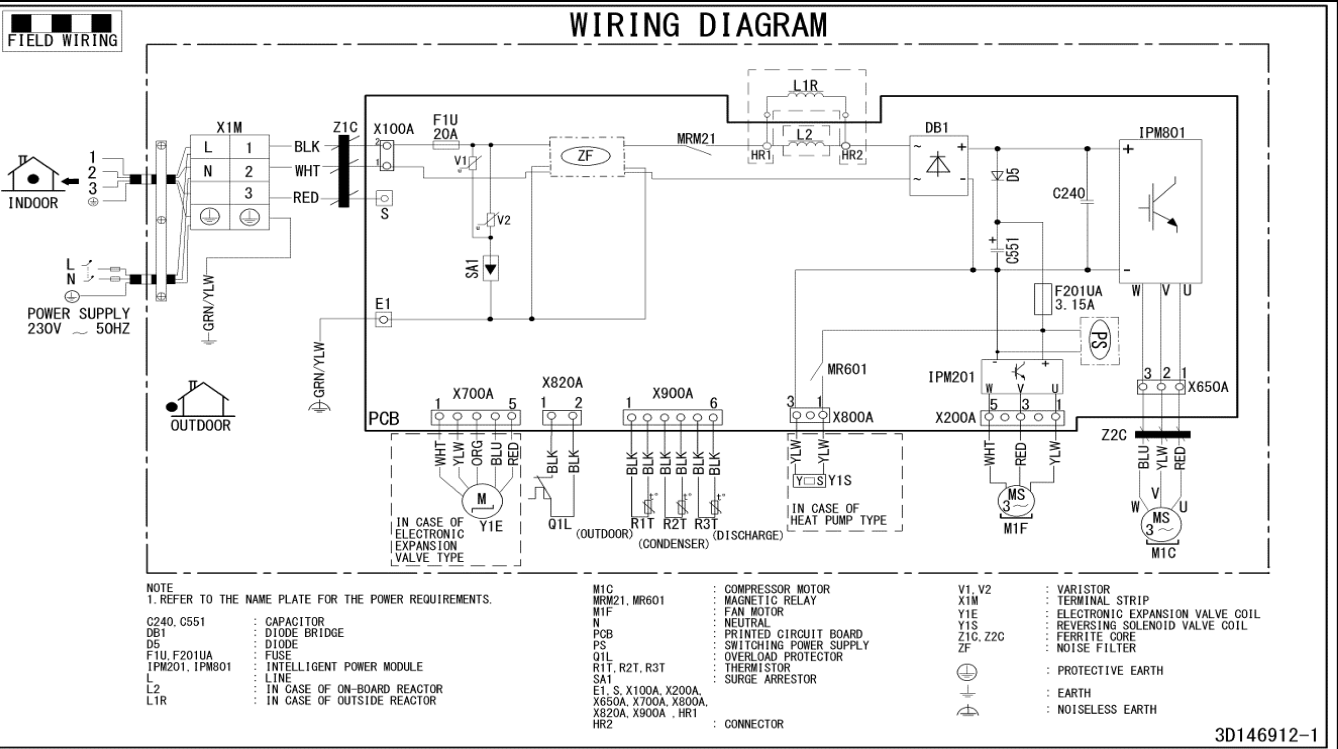 WIRING DIAGRAM
FIELD WIRING
X1M
L 1
N 2
3
Z1C
X100A
2
1
BLK
WHT
RED
S
F1U
20A
V1
V2
SA1
E1
ZF
MRM21
L1R
L2
HR1
HR2
DB1
~ +
~ -
D5
C551
+
C240
IPM801
+
-
W V U
INDOOR
1
2
3
L
N
POWER SUPPLY
230V ~ 50HZ
GRN/YLW
GRN/YLW
OUTDOOR
F201UA
3.15A
PS
MR601
IPM201
- +
W V U
3 2 1
X650A
PCB
X700A
1 5
X820A
1 2
X900A
1 6
3 1
X800A
X200A
5 3 1
Z2C
WHT
YLW
ORG
BLU
RED
M
Y1E
IN CASE OF
ELECTRONIC
EXPANSION
VALVE TYPE
BLK
BLK
Q1L
BLK
BLK
BLK
BLK
BLK
BLK
t°
t°
t°
R1T R2T R3T
(OUTDOOR)
(CONDENSER)
(DISCHARGE)
YLW
YLW
Y S Y1S
IN CASE OF
HEAT PUMP TYPE
WHT
RED
YLW
MS
3~
M1F
BLU
YLW
RED
W V U
MS
3~
M1C
NOTE
1. REFER TO THE NAME PLATE FOR THE POWER REQUIREMENTS.
C240, C551 : CAPACITOR
DB1 : DIODE BRIDGE
D5 : DIODE
F1U, F201UA : FUSE
IPM201, IPM801 : INTELLIGENT POWER MODULE
L : LINE
L2 : IN CASE OF ON-BOARD REACTOR
L1R : IN CASE OF OUTSIDE REACTOR
M1C : COMPRESSOR MOTOR
MRM21, MR601 : MAGNETIC RELAY
M1F : FAN MOTOR
N : NEUTRAL
PCB : PRINTED CIRCUIT BOARD
PS : SWITCHING POWER SUPPLY
Q1L : OVERLOAD PROTECTOR
R1T, R2T, R3T : THERMISTOR
SA1 : SURGE ARRESTOR
E1, S, X100A, X200A,
X650A, X700A, X800A,
X820A, X900A , HR1
HR2 : CONNECTOR
V1, V2 : VARISTOR
X1M : TERMINAL STRIP
Y1E : ELECTRONIC EXPANSION VALVE COIL
Y1S : REVERSING SOLENOID VALVE COIL
Z1C, Z2C : FERRITE CORE
ZF : NOISE FILTER
: PROTECTIVE EARTH
: EARTH
: NOISELESS EARTH
3D146912-1